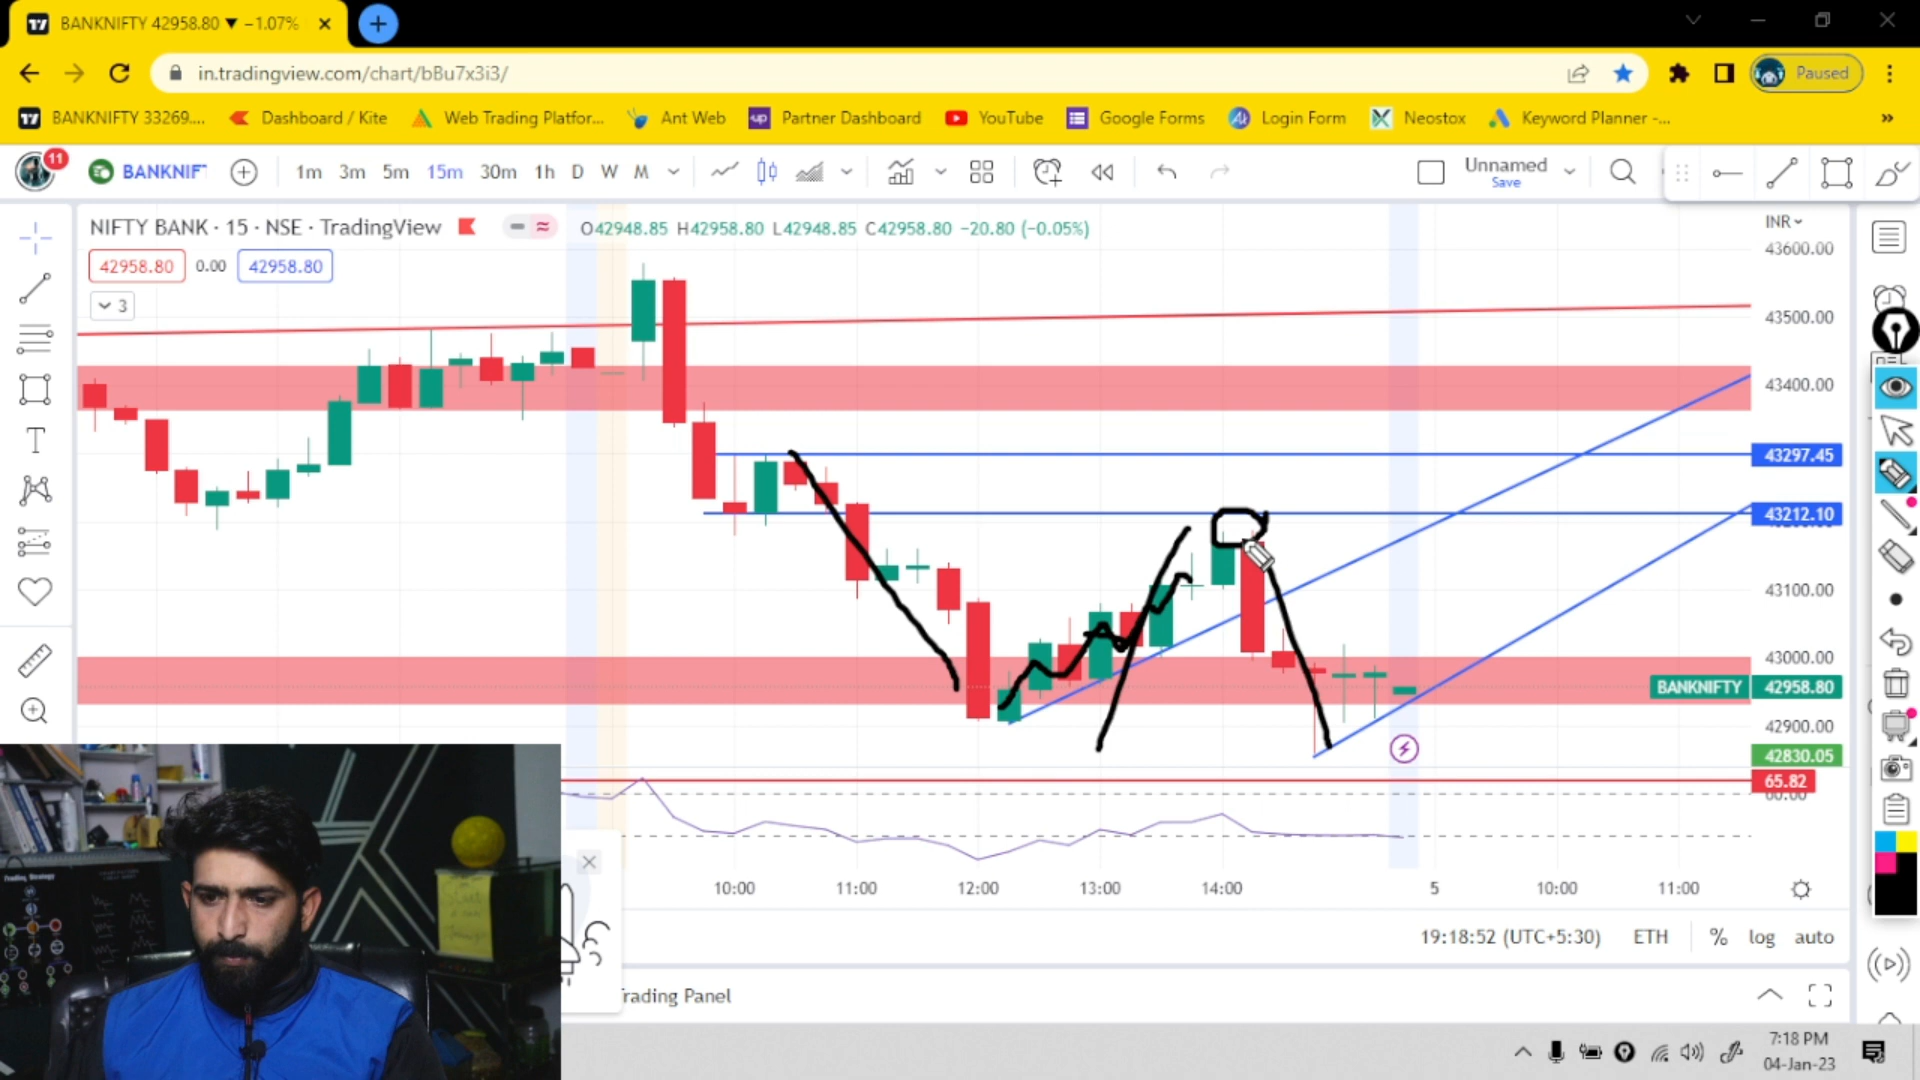 BANKNIFTY 42958.80 ▼ −1.07%
in.tradingview.com/chart/bBu7x3i3/
Paused
BANKNIFTY 33269.... Dashboard / Kite Web Trading Platfor... Ant Web Partner Dashboard YouTube Google Forms Login Form Neostox Keyword Planner -... »
11
BANKNIF
1m 3m 5m 15m 30m 1h D W M
Unnamed
Save
NIFTY BANK · 15 · NSE · TradingView
O42948.85 H42958.80 L42948.85 C42958.80 −20.80 (−0.05%)
INR
42958.80 0.00 42958.80
3
43600.00
43500.00
43400.00
43297.45
43212.10
43100.00
43000.00
BANKNIFTY 42958.80
42900.00
42830.05
65.82
10:00 11:00 12:00 13:00 14:00 5 10:00 11:00
19:18:52 (UTC+5:30) ETH % log auto
Trading Panel
Trading Strategy
7:18 PM
04-Jan-23